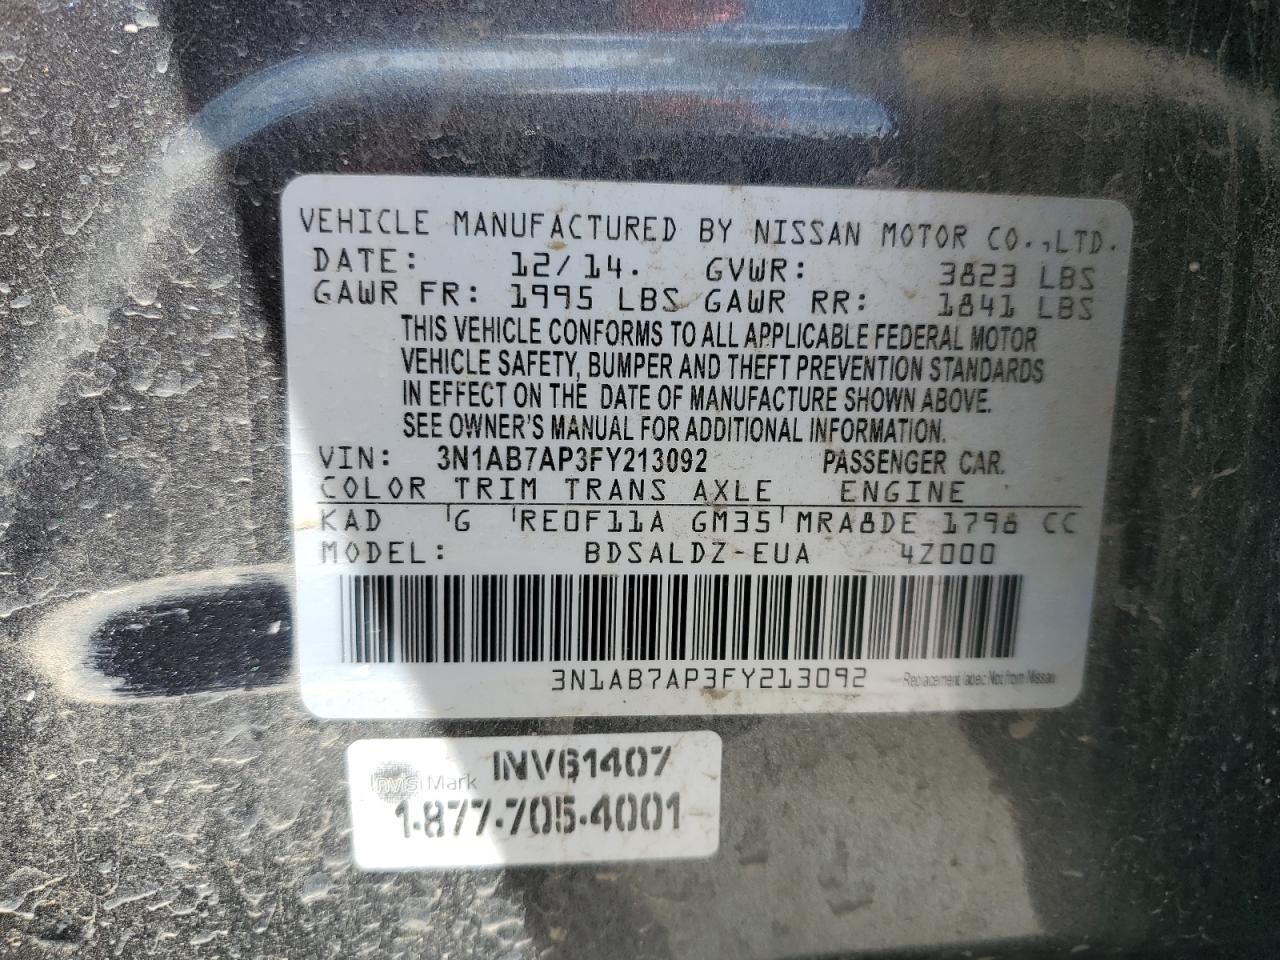 VEHICLE MANUFACTURED BY NISSAN MOTOR CO.,LTD.
DATE: 12/14. GVWR: 3823 LBS
GAWR FR: 1995 LBS GAWR RR: 1841 LBS
THIS VEHICLE CONFORMS TO ALL APPLICABLE FEDERAL MOTOR
VEHICLE SAFETY, BUMPER AND THEFT PREVENTION STANDARDS
IN EFFECT ON THE DATE OF MANUFACTURE SHOWN ABOVE.
SEE OWNER'S MANUAL FOR ADDITIONAL INFORMATION.
VIN: 3N1AB7AP3FY213092 PASSENGER CAR.
COLOR TRIM TRANS AXLE ENGINE
KAD G RE0F11A GM35 MRA8DE 1798 CC
MODEL: BDSALDZ-EUA 4Z000
3N1AB7AP3FY213092 Replacement label: Not from Nissan
InvisiMark INV61407
1-877-705-4001